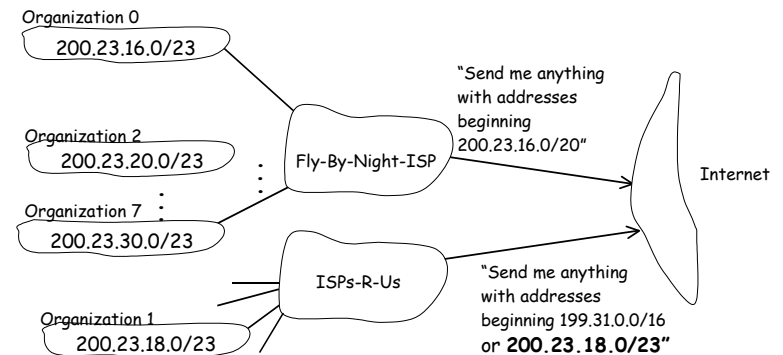 Organization 0
200.23.16.0/23
Organization 2
200.23.20.0/23
Organization 7
200.23.30.0/23
Organization 1
200.23.18.0/23
Fly-By-Night-ISP
ISPs-R-Us
“Send me anything
with addresses
beginning
200.23.16.0/20”
Internet
“Send me anything
with addresses
beginning 199.31.0.0/16
or 200.23.18.0/23”